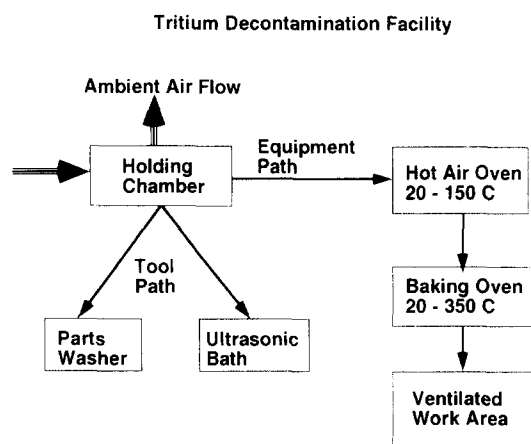 Tritium Decontamination Facility
Ambient Air Flow
Equipment
Path
Holding
Chamber
Hot Air Oven
20 - 150 C
Tool
Path
Baking Oven
20 - 350 C
Parts
Washer
Ultrasonic
Bath
Ventilated
Work Area